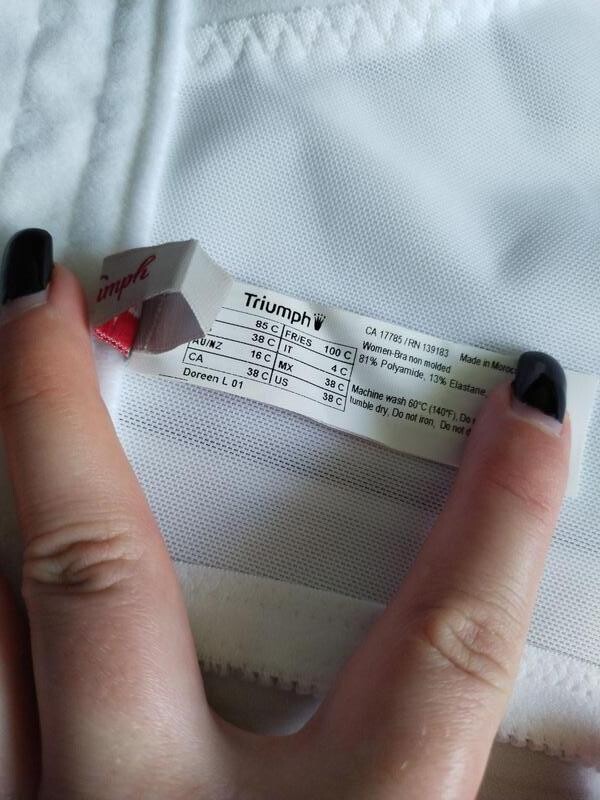 Triumph
85 C FR/ES 100 C
38 C IT 4 C
AU/NZ 16 C MX 38 C
CA 38 C US 38 C
Doreen L 01
CA 17785 / RN 139183 Made in
Women-Bra non molded
81% Polyamide, 13% Elastane,
Machine wash 60°C (140°F), Do
tumble dry, Do not iron, Do not